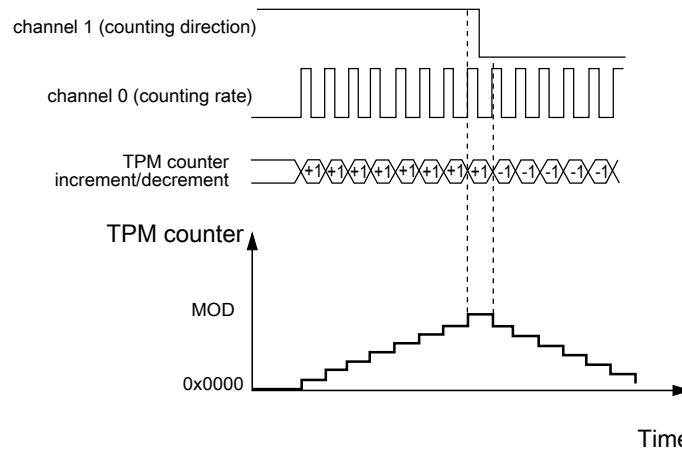 channel 1 (counting direction)
channel 0 (counting rate)
TPM counter
increment/decrement
+1 +1 +1 +1 +1 +1 +1 +1 -1 -1 -1 -1 -1
TPM counter
MOD
0x0000
Time